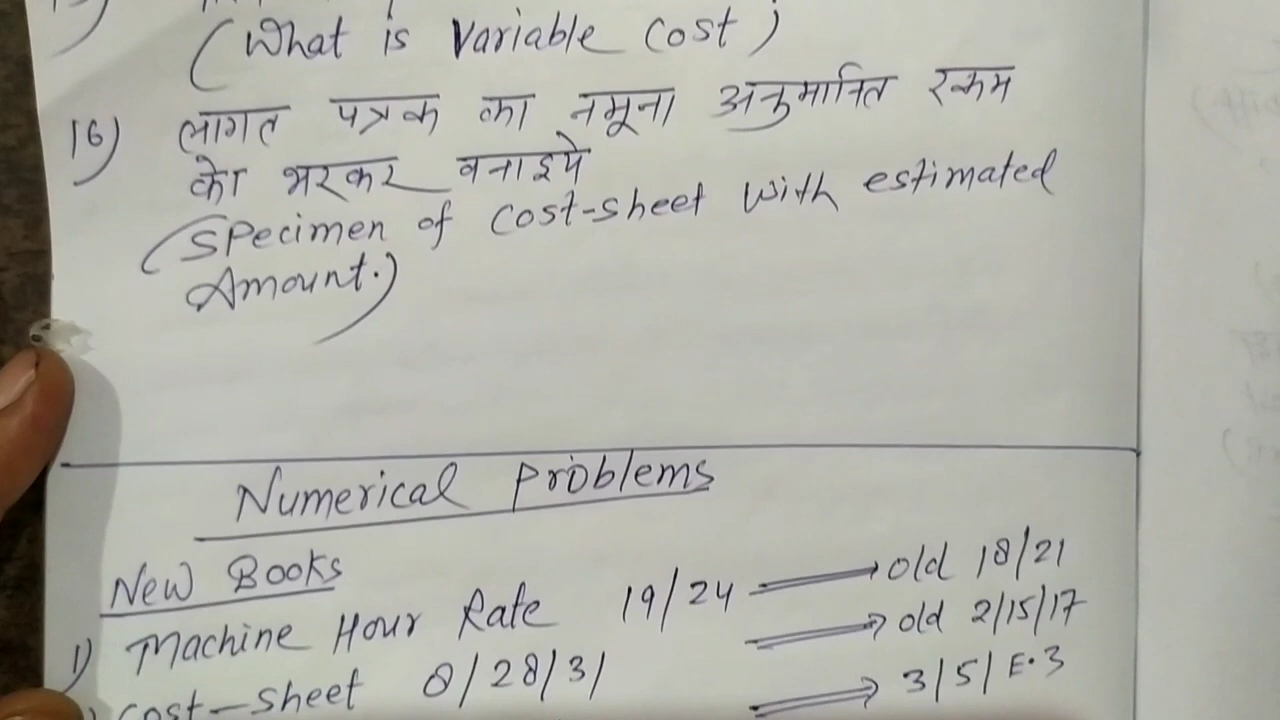 (What is Variable Cost)
16) लागत पत्रक का नमूना अनुमानित रकम
को भरकर बनाइये
(Specimen of Cost-sheet with estimated
Amount.)
Numerical Problems
New Books
1) Machine Hour Rate 19/24 → old 18/21
Cost-sheet 8/28/31 → old 2/15/17
→ 3/5/E.3